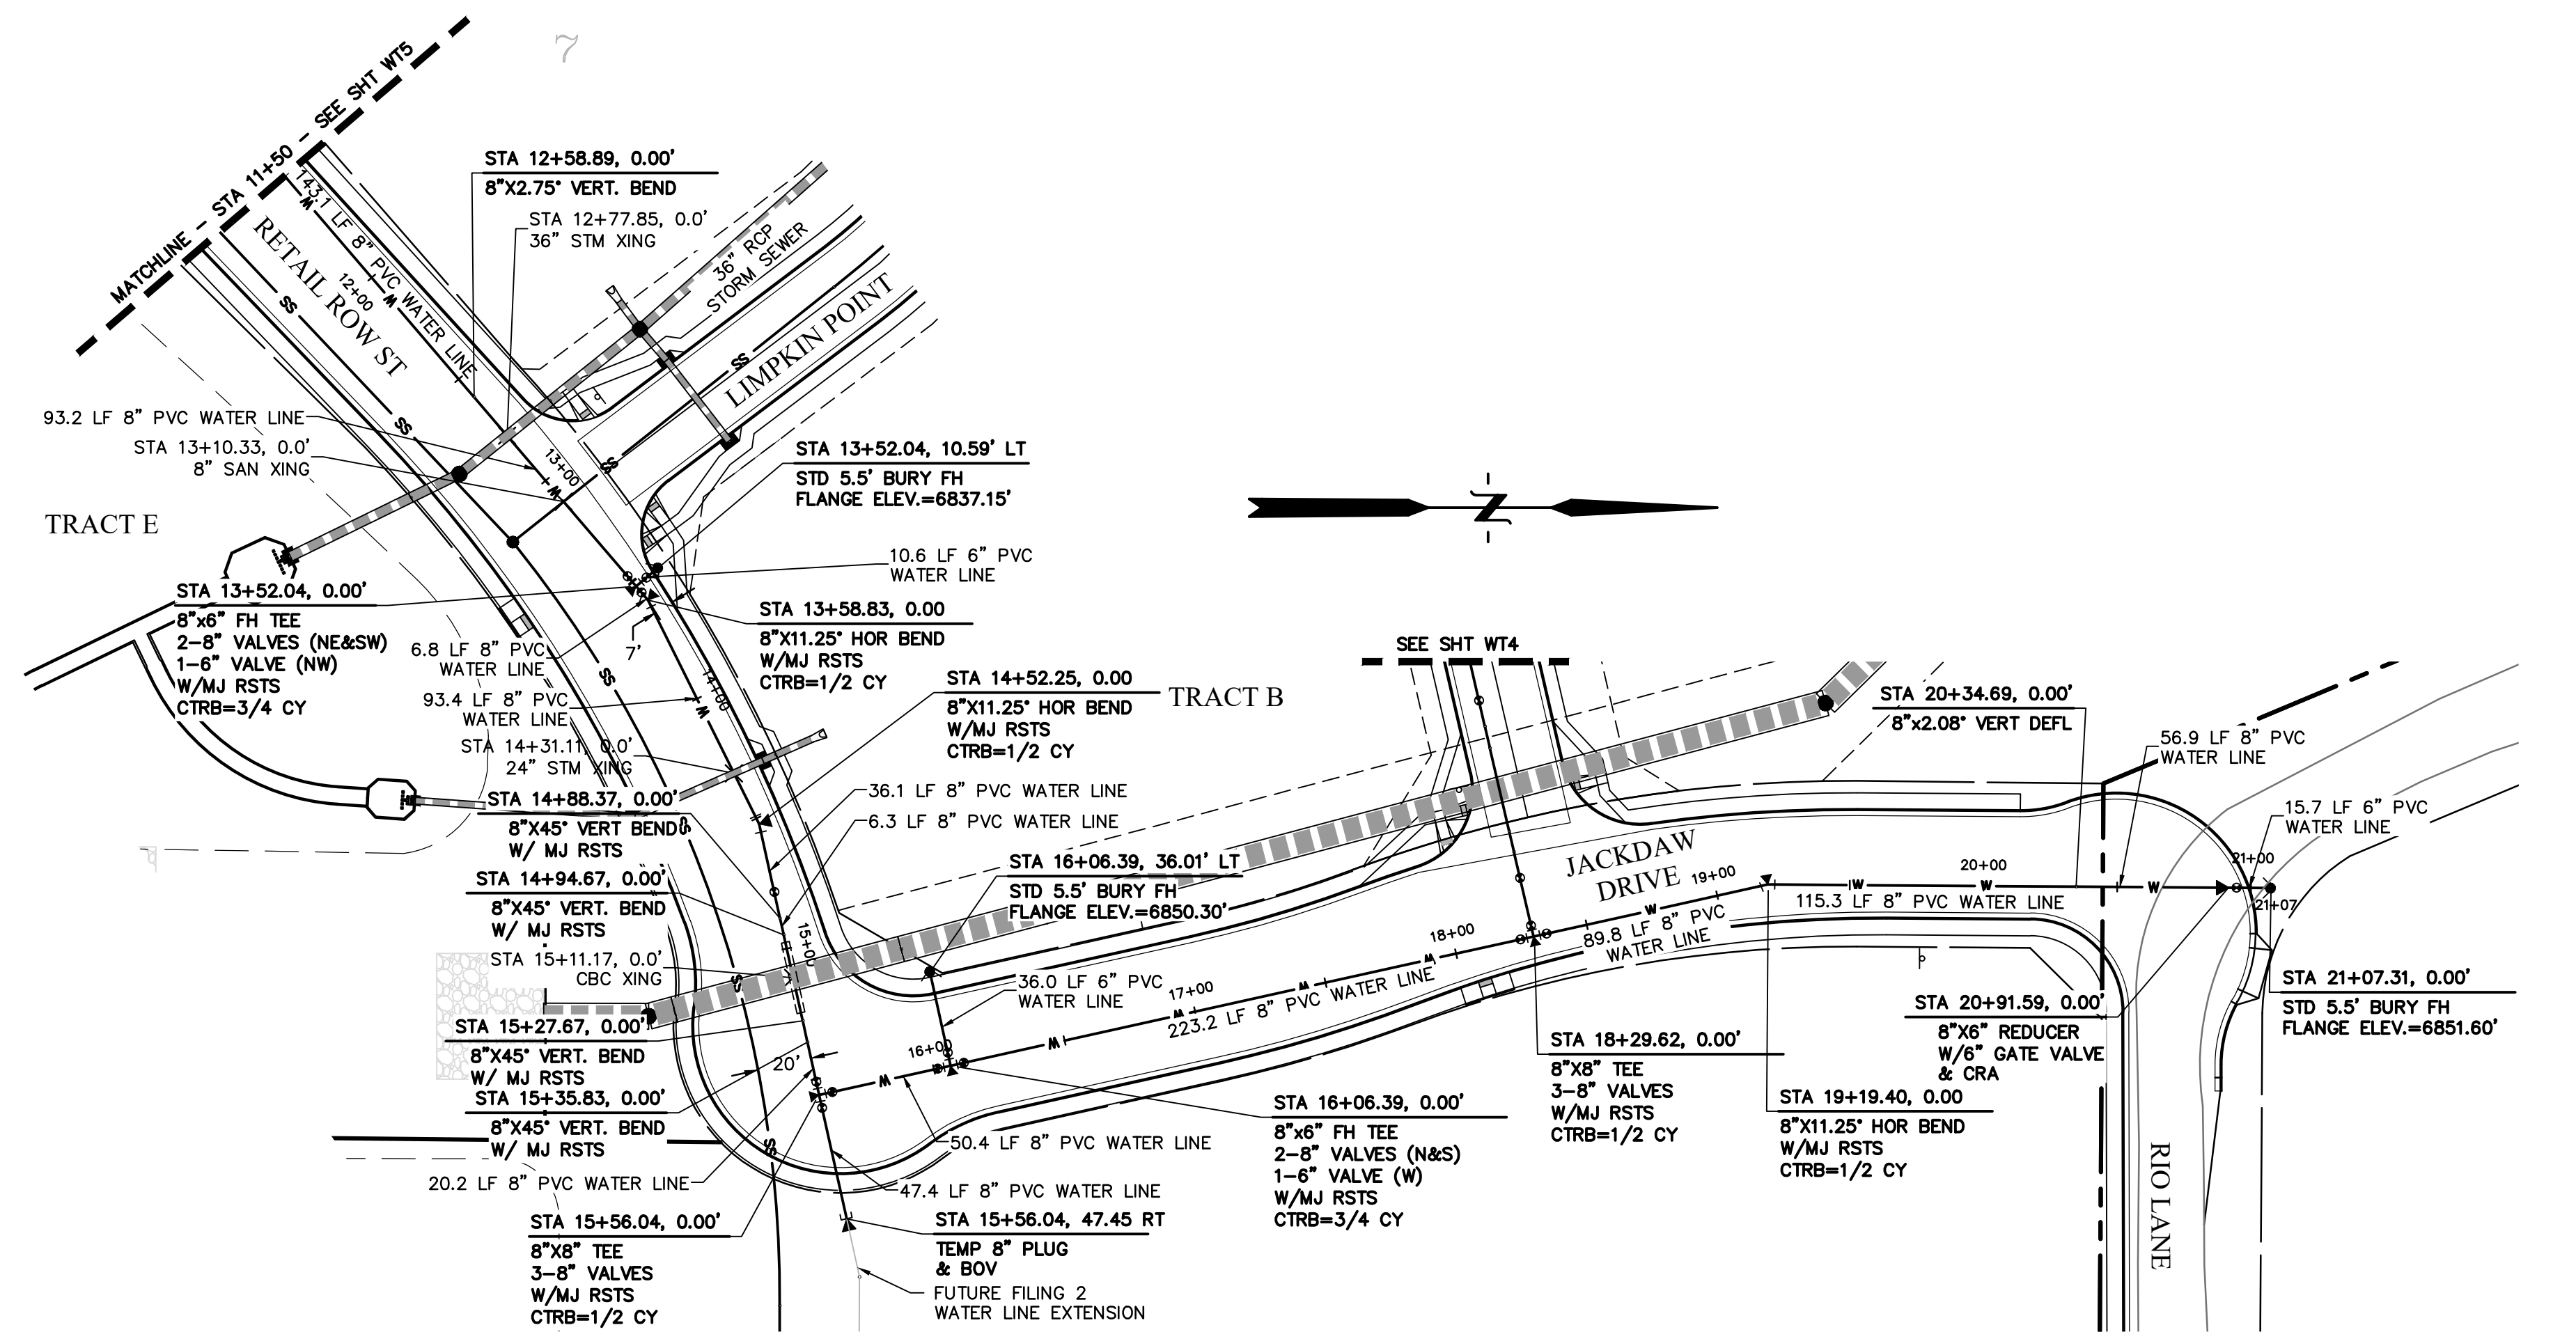 7
MATCHLINE - STA 11+50 - SEE SHT WT5
143.1 LF 8" PVC WATER LINE
W
W
RETAIL ROW ST
12+00
SS
SS
STA 12+58.89, 0.00'
8"X2.75° VERT. BEND
STA 12+77.85, 0.0'
36" STM XING
36" RCP
STORM SEWER
SS
LIMPKIN POINT
SS
93.2 LF 8" PVC WATER LINE
STA 13+10.33, 0.0'
8" SAN XING
13+00
W
TRACT E
STA 13+52.04, 10.59' LT
STD 5.5' BURY FH
FLANGE ELEV.=6837.15'
10.6 LF 6" PVC
WATER LINE
STA 13+52.04, 0.00'
8"x6" FH TEE
2-8" VALVES (NE&SW)
1-6" VALVE (NW)
W/MJ RSTS
CTRB=3/4 CY
STA 13+58.83, 0.00
8"X11.25° HOR BEND
W/MJ RSTS
CTRB=1/2 CY
6.8 LF 8" PVC
WATER LINE
7'
SS
93.4 LF 8" PVC
WATER LINE
14+00
W
STA 14+52.25, 0.00
8"X11.25° HOR BEND
W/MJ RSTS
CTRB=1/2 CY
TRACT B
SEE SHT WT4
STA 14+31.11, 0.0'
24" STM XING
STA 14+88.37, 0.00'
8"X45° VERT BEND
W/ MJ RSTS
SS
36.1 LF 8" PVC WATER LINE
6.3 LF 8" PVC WATER LINE
STA 14+94.67, 0.00'
8"X45° VERT. BEND
W/ MJ RSTS
STA 16+06.39, 36.01' LT
STD 5.5' BURY FH
FLANGE ELEV.=6850.30'
STA 15+11.17, 0.0'
CBC XING
15+00
SS
36.0 LF 6" PVC
WATER LINE
STA 15+27.67, 0.00'
8"X45° VERT. BEND
W/ MJ RSTS
20'
STA 15+35.83, 0.00'
8"X45° VERT. BEND
W/ MJ RSTS
SS
16+00
W
W
50.4 LF 8" PVC WATER LINE
20.2 LF 8" PVC WATER LINE
47.4 LF 8" PVC WATER LINE
STA 15+56.04, 0.00'
8"X8" TEE
3-8" VALVES
W/MJ RSTS
CTRB=1/2 CY
STA 15+56.04, 47.45 RT
TEMP 8" PLUG
& BOV
FUTURE FILING 2
WATER LINE EXTENSION
STA 16+06.39, 0.00'
8"x6" FH TEE
2-8" VALVES (N&S)
1-6" VALVE (W)
W/MJ RSTS
CTRB=3/4 CY
17+00
W
W
223.2 LF 8" PVC WATER LINE
18+00
W
JACKDAW
DRIVE
19+00
W
89.8 LF 8" PVC
WATER LINE
STA 18+29.62, 0.00'
8"X8" TEE
3-8" VALVES
W/MJ RSTS
CTRB=1/2 CY
STA 19+19.40, 0.00
8"X11.25° HOR BEND
W/MJ RSTS
CTRB=1/2 CY
STA 20+34.69, 0.00'
8"x2.08° VERT DEFL
56.9 LF 8" PVC
WATER LINE
15.7 LF 6" PVC
WATER LINE
20+00
W
W
W
115.3 LF 8" PVC WATER LINE
21+00
21+07
STA 20+91.59, 0.00'
8"X6" REDUCER
W/6" GATE VALVE
& CRA
STA 21+07.31, 0.00'
STD 5.5' BURY FH
FLANGE ELEV.=6851.60'
RIO LANE
N